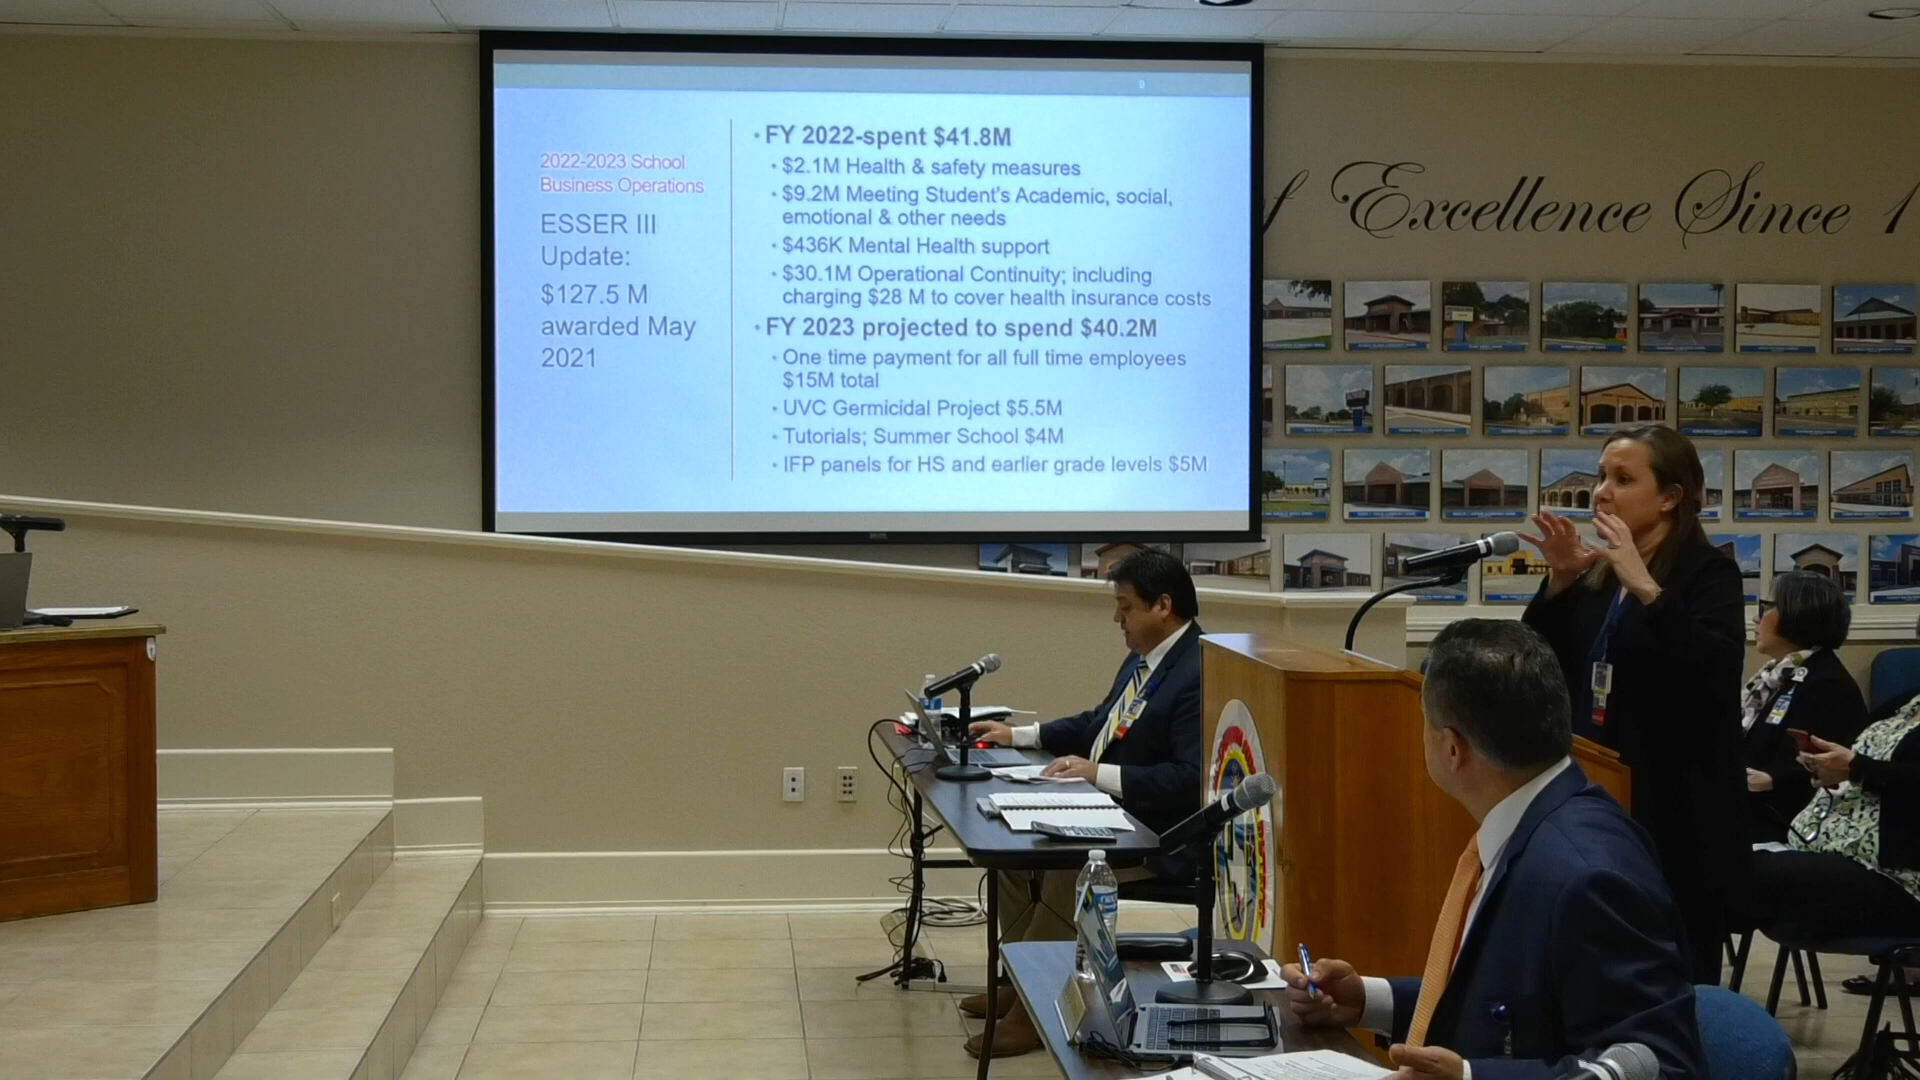 2022-2023 School
Business Operations
ESSER III
Update:
$127.5 M
awarded May
2021
• FY 2022-spent $41.8M
• $2.1M Health & safety measures
• $9.2M Meeting Student's Academic, social,
emotional & other needs
• $436K Mental Health support
• $30.1M Operational Continuity; including
charging $28 M to cover health insurance costs
• FY 2023 projected to spend $40.2M
• One time payment for all full time employees
$15M total
• UVC Germicidal Project $5.5M
• Tutorials; Summer School $4M
• IFP panels for HS and earlier grade levels $5M
of Excellence Since 1